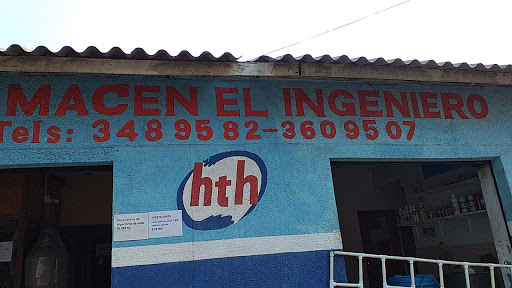 MACEN EL INGENIERO
Tels: 348 95 82-360 95 07
hth